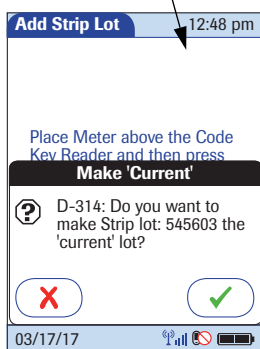 Add Strip Lot 12:48 pm
Place Meter above the Code
Key Reader and then press
Make 'Current'
D-314: Do you want to
make Strip lot: 545603 the
'current' lot?
03/17/17